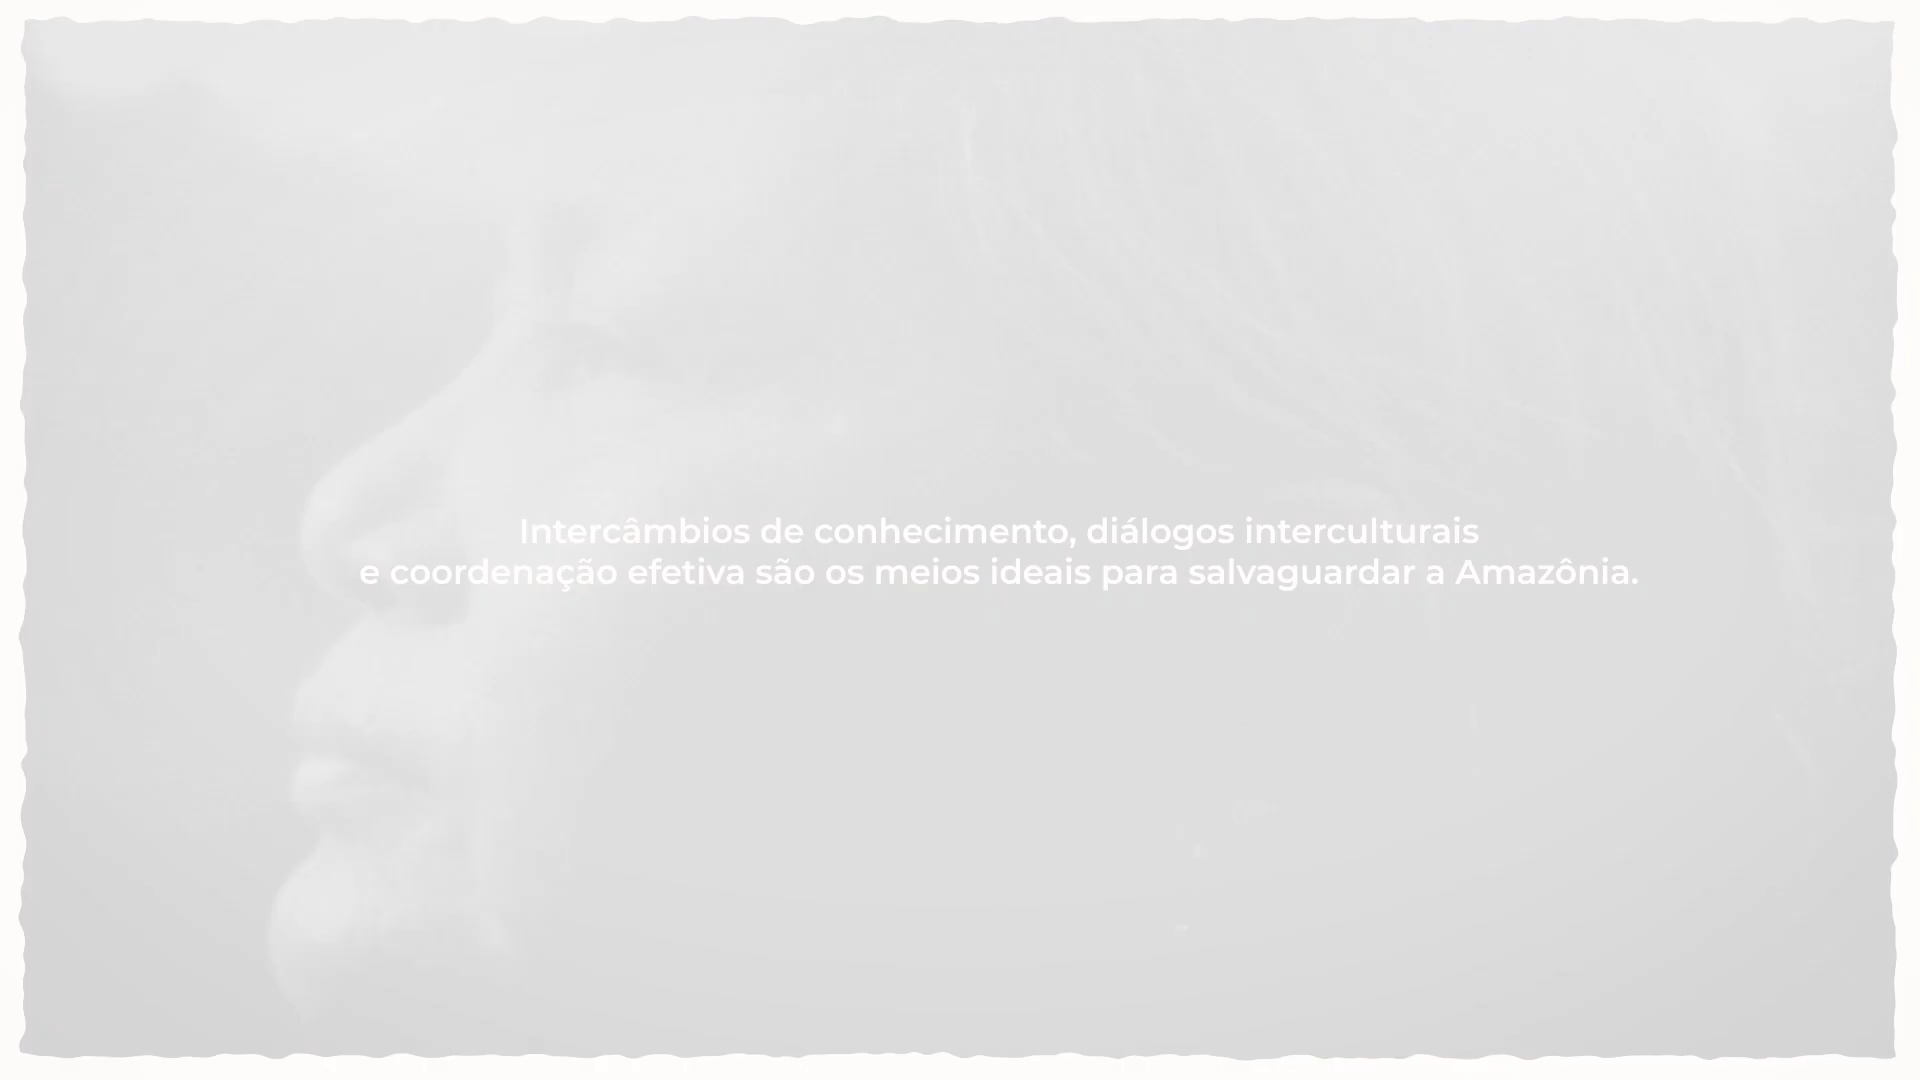 Intercâmbios de conhecimento, diálogos interculturais
e coordenação efetiva são os meios ideais para salvaguardar a Amazônia.